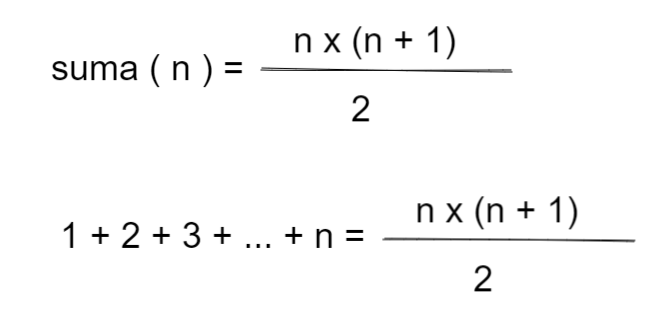 suma ( n ) = n x (n + 1)
2
1 + 2 + 3 + ... + n = n x (n + 1)
2